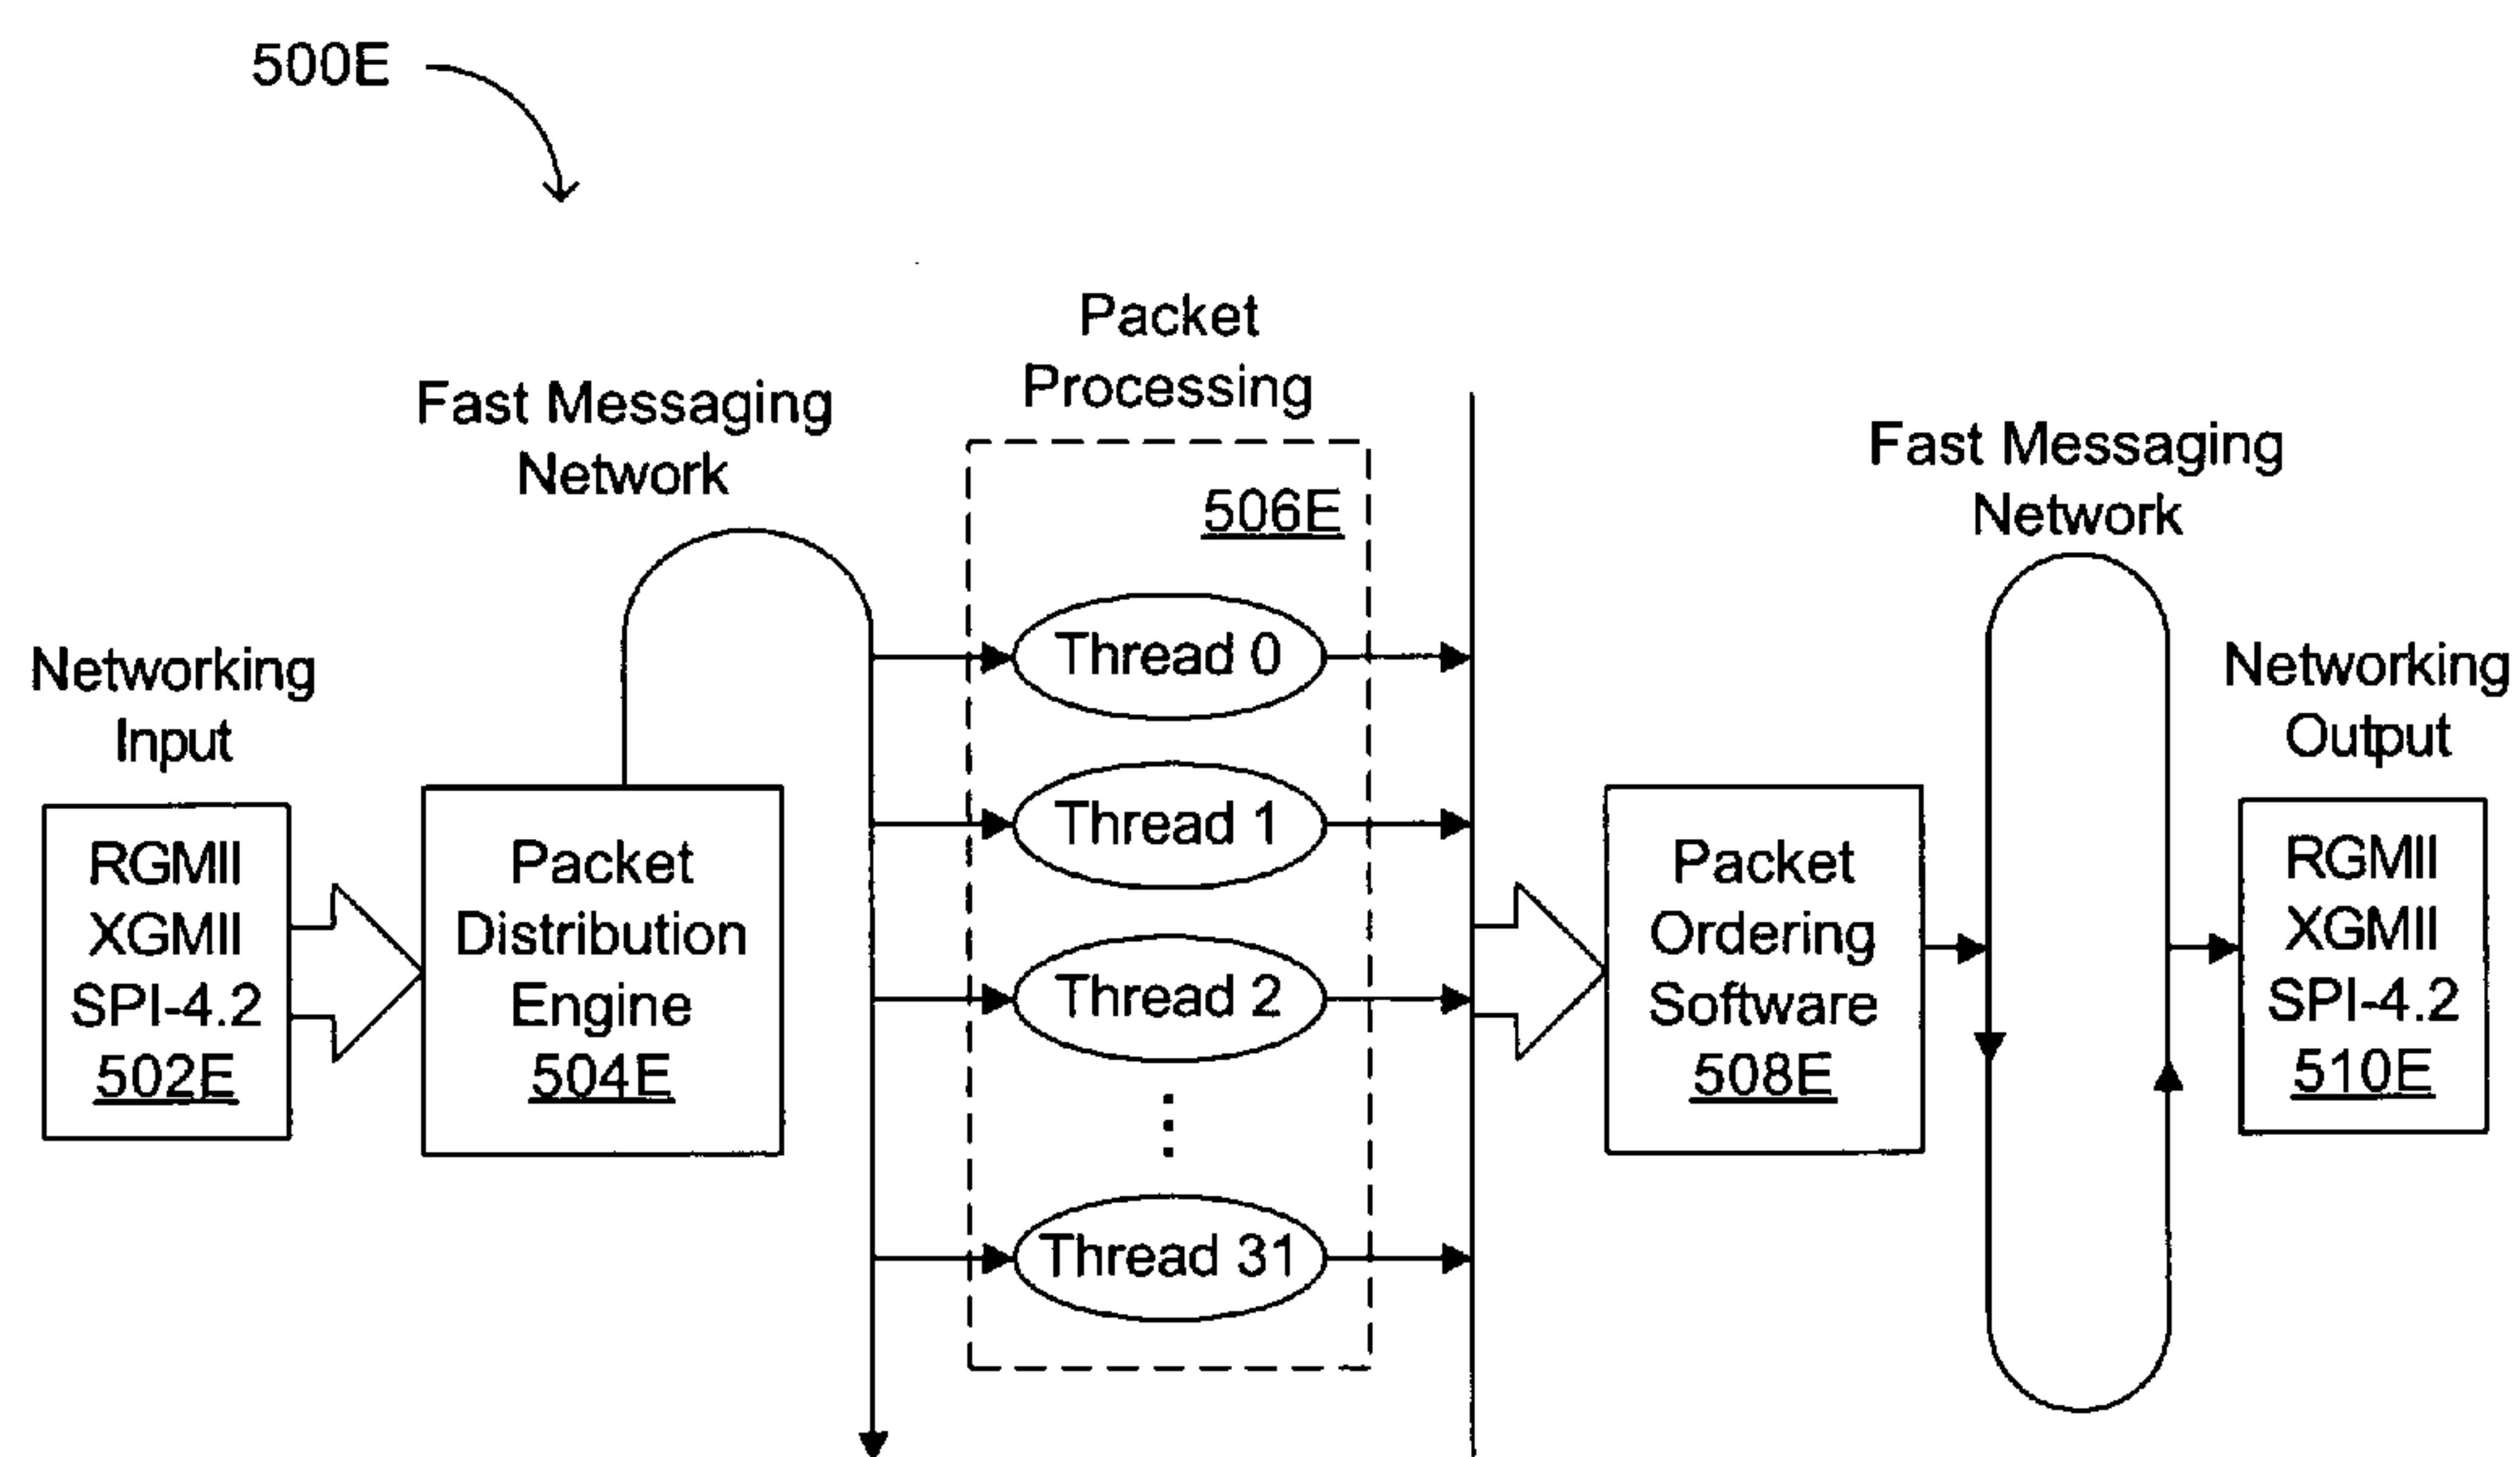 500E
Packet
Processing
Fast Messaging
Network
Fast Messaging
Network
506E
Networking
Input
Thread 0
Networking
Output
Thread 1
RGMII
XGMII
SPI-4.2
502E
Packet
Distribution
Engine
504E
Thread 2
Thread 31
Packet
Ordering
Software
508E
RGMII
XGMII
SPI-4.2
510E